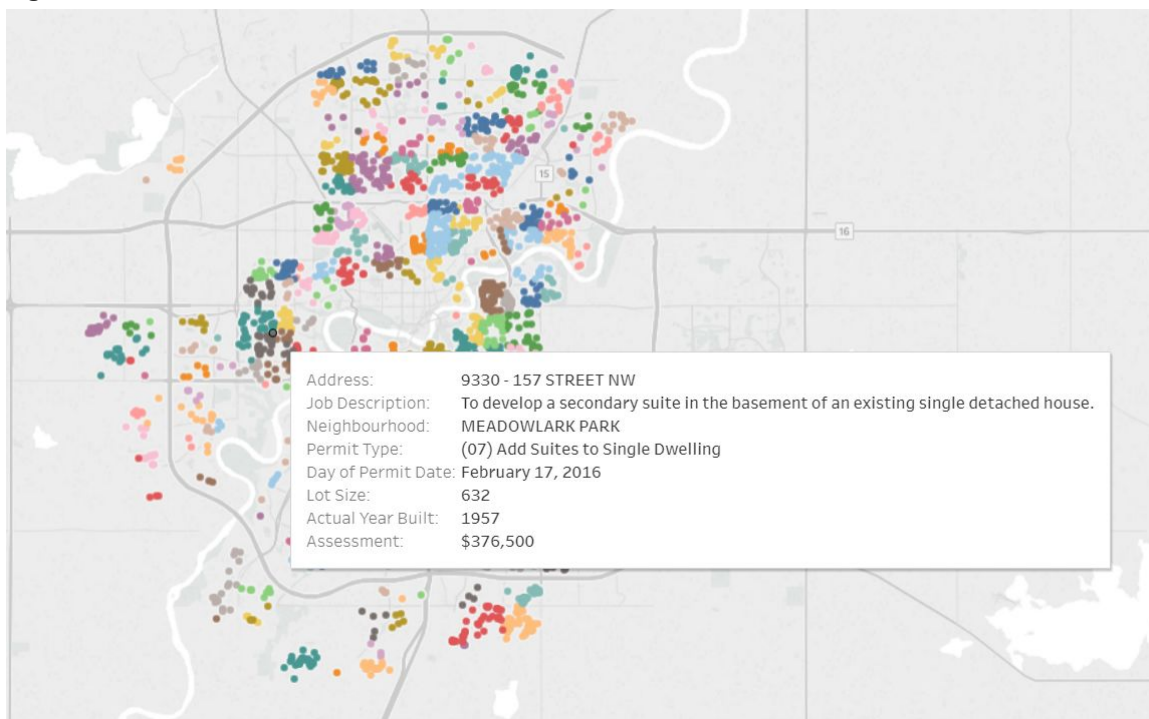 15
16
Address: 9330 - 157 STREET NW
Job Description: To develop a secondary suite in the basement of an existing single detached house.
Neighbourhood: MEADOWLARK PARK
Permit Type: (07) Add Suites to Single Dwelling
Day of Permit Date: February 17, 2016
Lot Size: 632
Actual Year Built: 1957
Assessment: $376,500